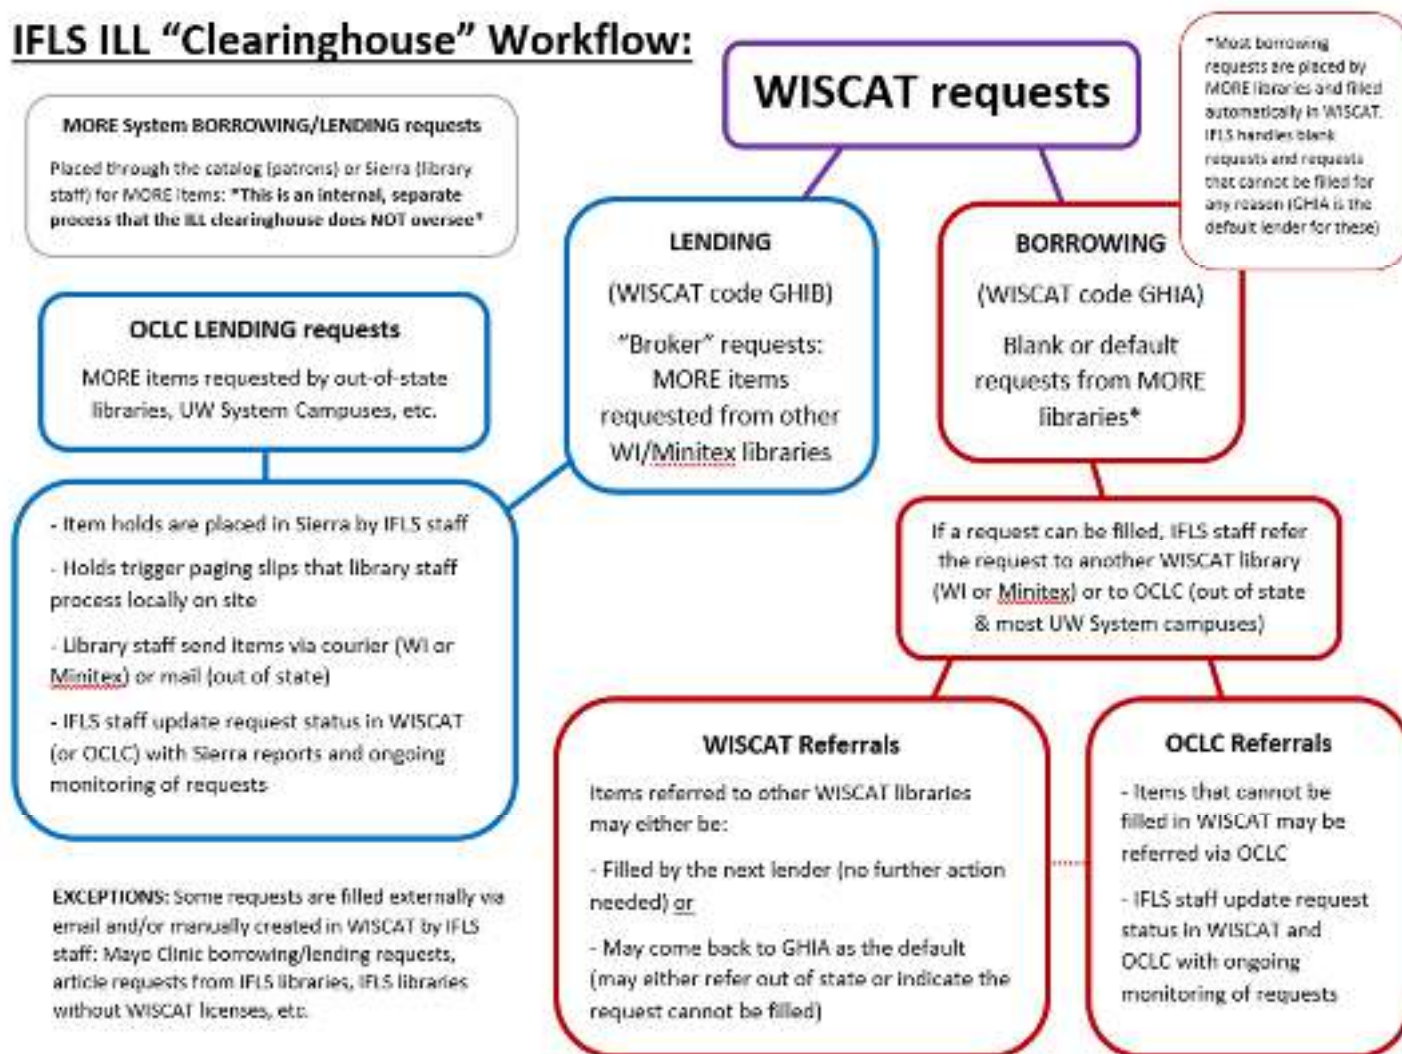 IFLS ILL “Clearinghouse” Workflow:
WISCAT requests
*Most borrowing
requests are placed by
MORE libraries and filled
automatically in WISCAT.
IFLS handles blank
requests and requests
that cannot be filled for
any reason (GHIA is the
default lender for these)
MORE System BORROWING/LENDING requests
Placed through the catalog (patrons) or Sierra (library
staff) for MORE items: *This is an internal, separate
process that the ILL clearinghouse does NOT oversee*
LENDING
(WISCAT code GHIB)
“Broker” requests:
MORE items
requested from other
WI/Minitex libraries
BORROWING
(WISCAT code GHIA)
Blank or default
requests from MORE
libraries*
OCLC LENDING requests
MORE items requested by out-of-state
libraries, UW System Campuses, etc.
- Item holds are placed in Sierra by IFLS staff
- Holds trigger paging slips that library staff
process locally on site
- Library staff send items via courier (WI or
Minitex) or mail (out of state)
- IFLS staff update request status in WISCAT
(or OCLC) with Sierra reports and ongoing
monitoring of requests
If a request can be filled, IFLS staff refer
the request to another WISCAT library
(WI or Minitex) or to OCLC (out of state
& most UW System campuses)
WISCAT Referrals
Items referred to other WISCAT libraries
may either be:
- Filled by the next lender (no further action
needed) or
- May come back to GHIA as the default
(may either refer out of state or indicate the
request cannot be filled)
OCLC Referrals
- Items that cannot be
filled in WISCAT may be
referred via OCLC
- IFLS staff update request
status in WISCAT and
OCLC with ongoing
monitoring of requests
EXCEPTIONS: Some requests are filled externally via
email and/or manually created in WISCAT by IFLS
staff: Mayo Clinic borrowing/lending requests,
article requests from IFLS libraries, IFLS libraries
without WISCAT licenses, etc.